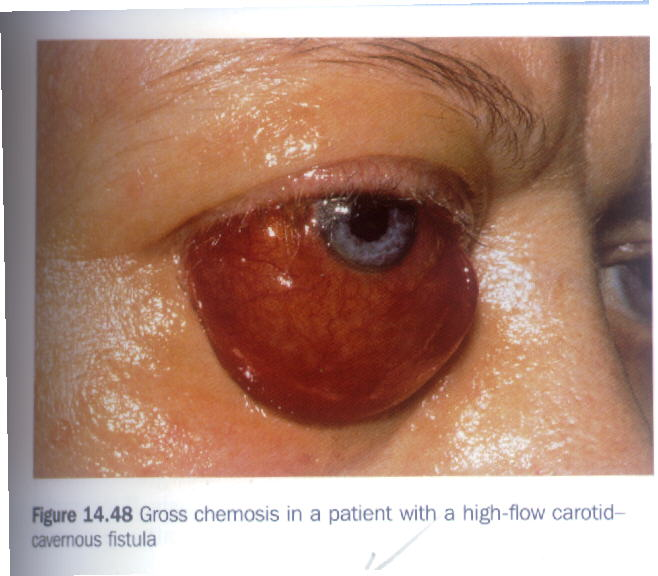 Figure 14.48 Gross chemosis in a patient with a high-flow carotid–
cavernous fistula